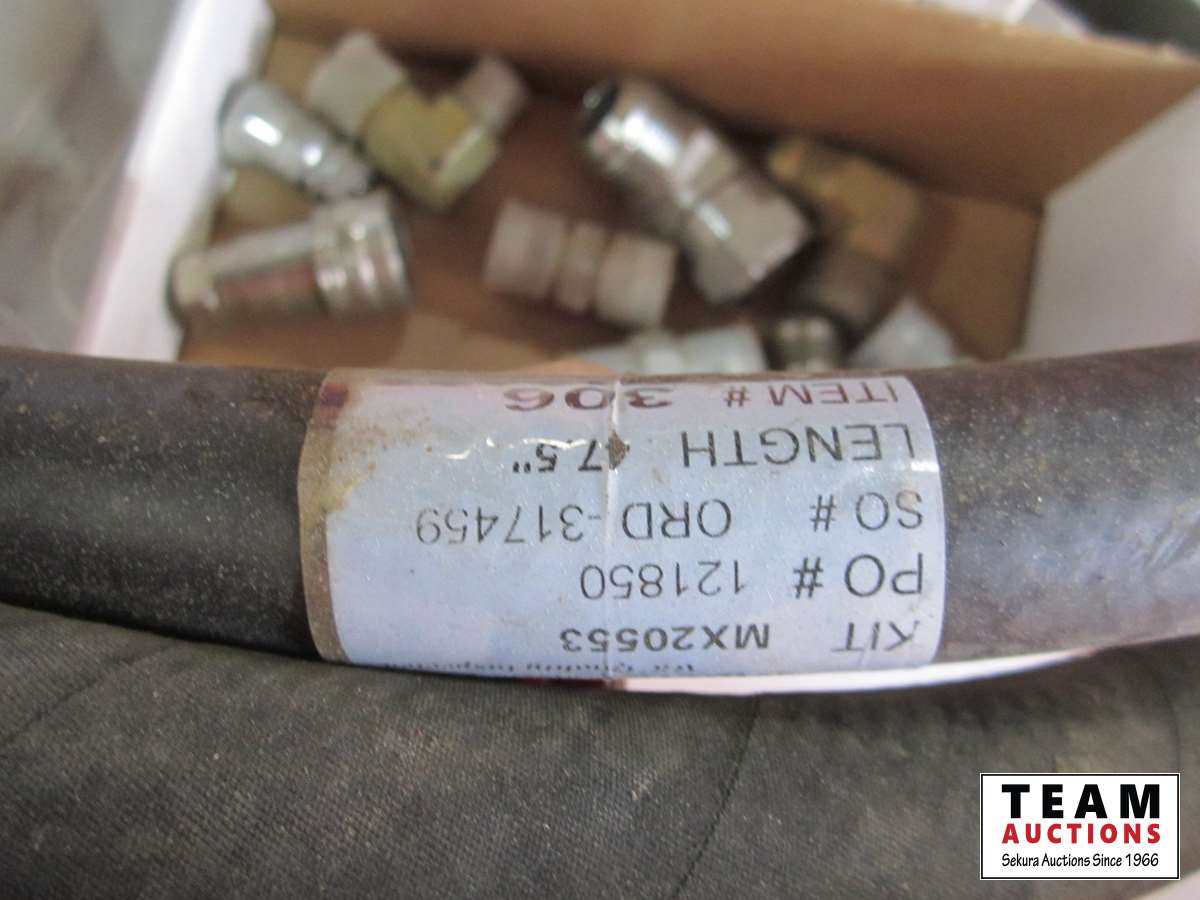 KIT MX20553
PO # 121850
SO # ORD-317459
LENGTH 47.5"
ITEM # 306
TEAM
AUCTIONS
Sekura Auctions Since 1966